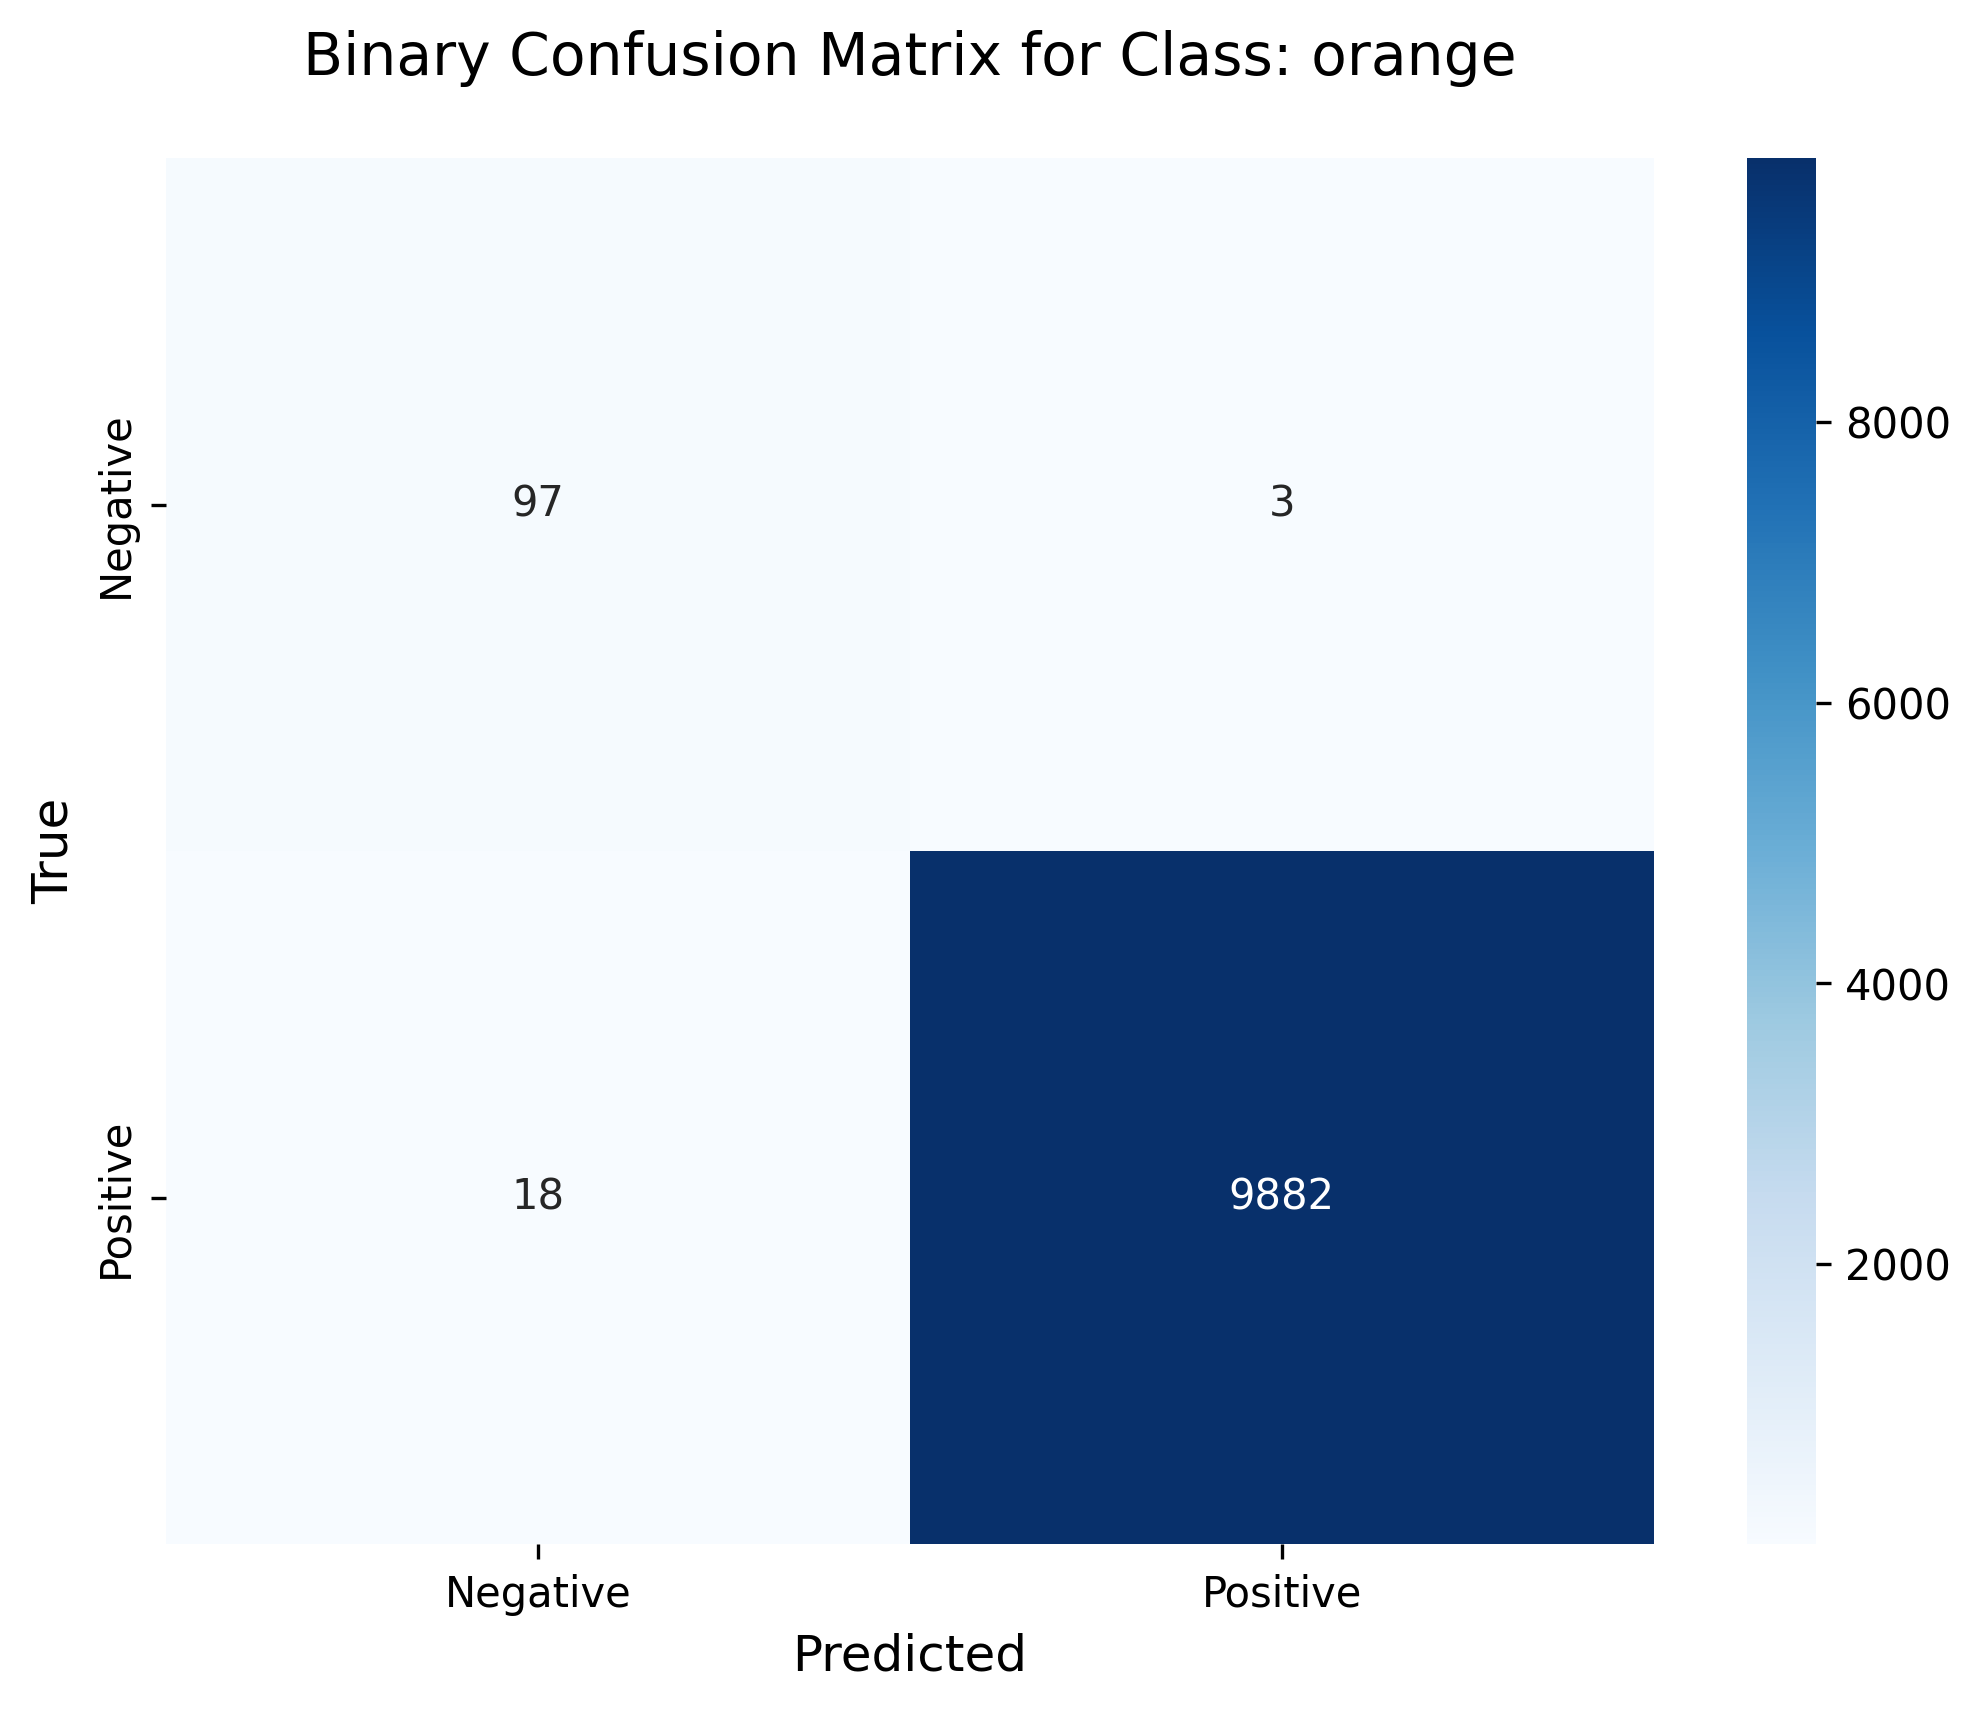 Binary Confusion Matrix for Class: orange
Negative
97
3
Positive
18
9882
True
Negative
Positive
Predicted
8000
6000
4000
2000